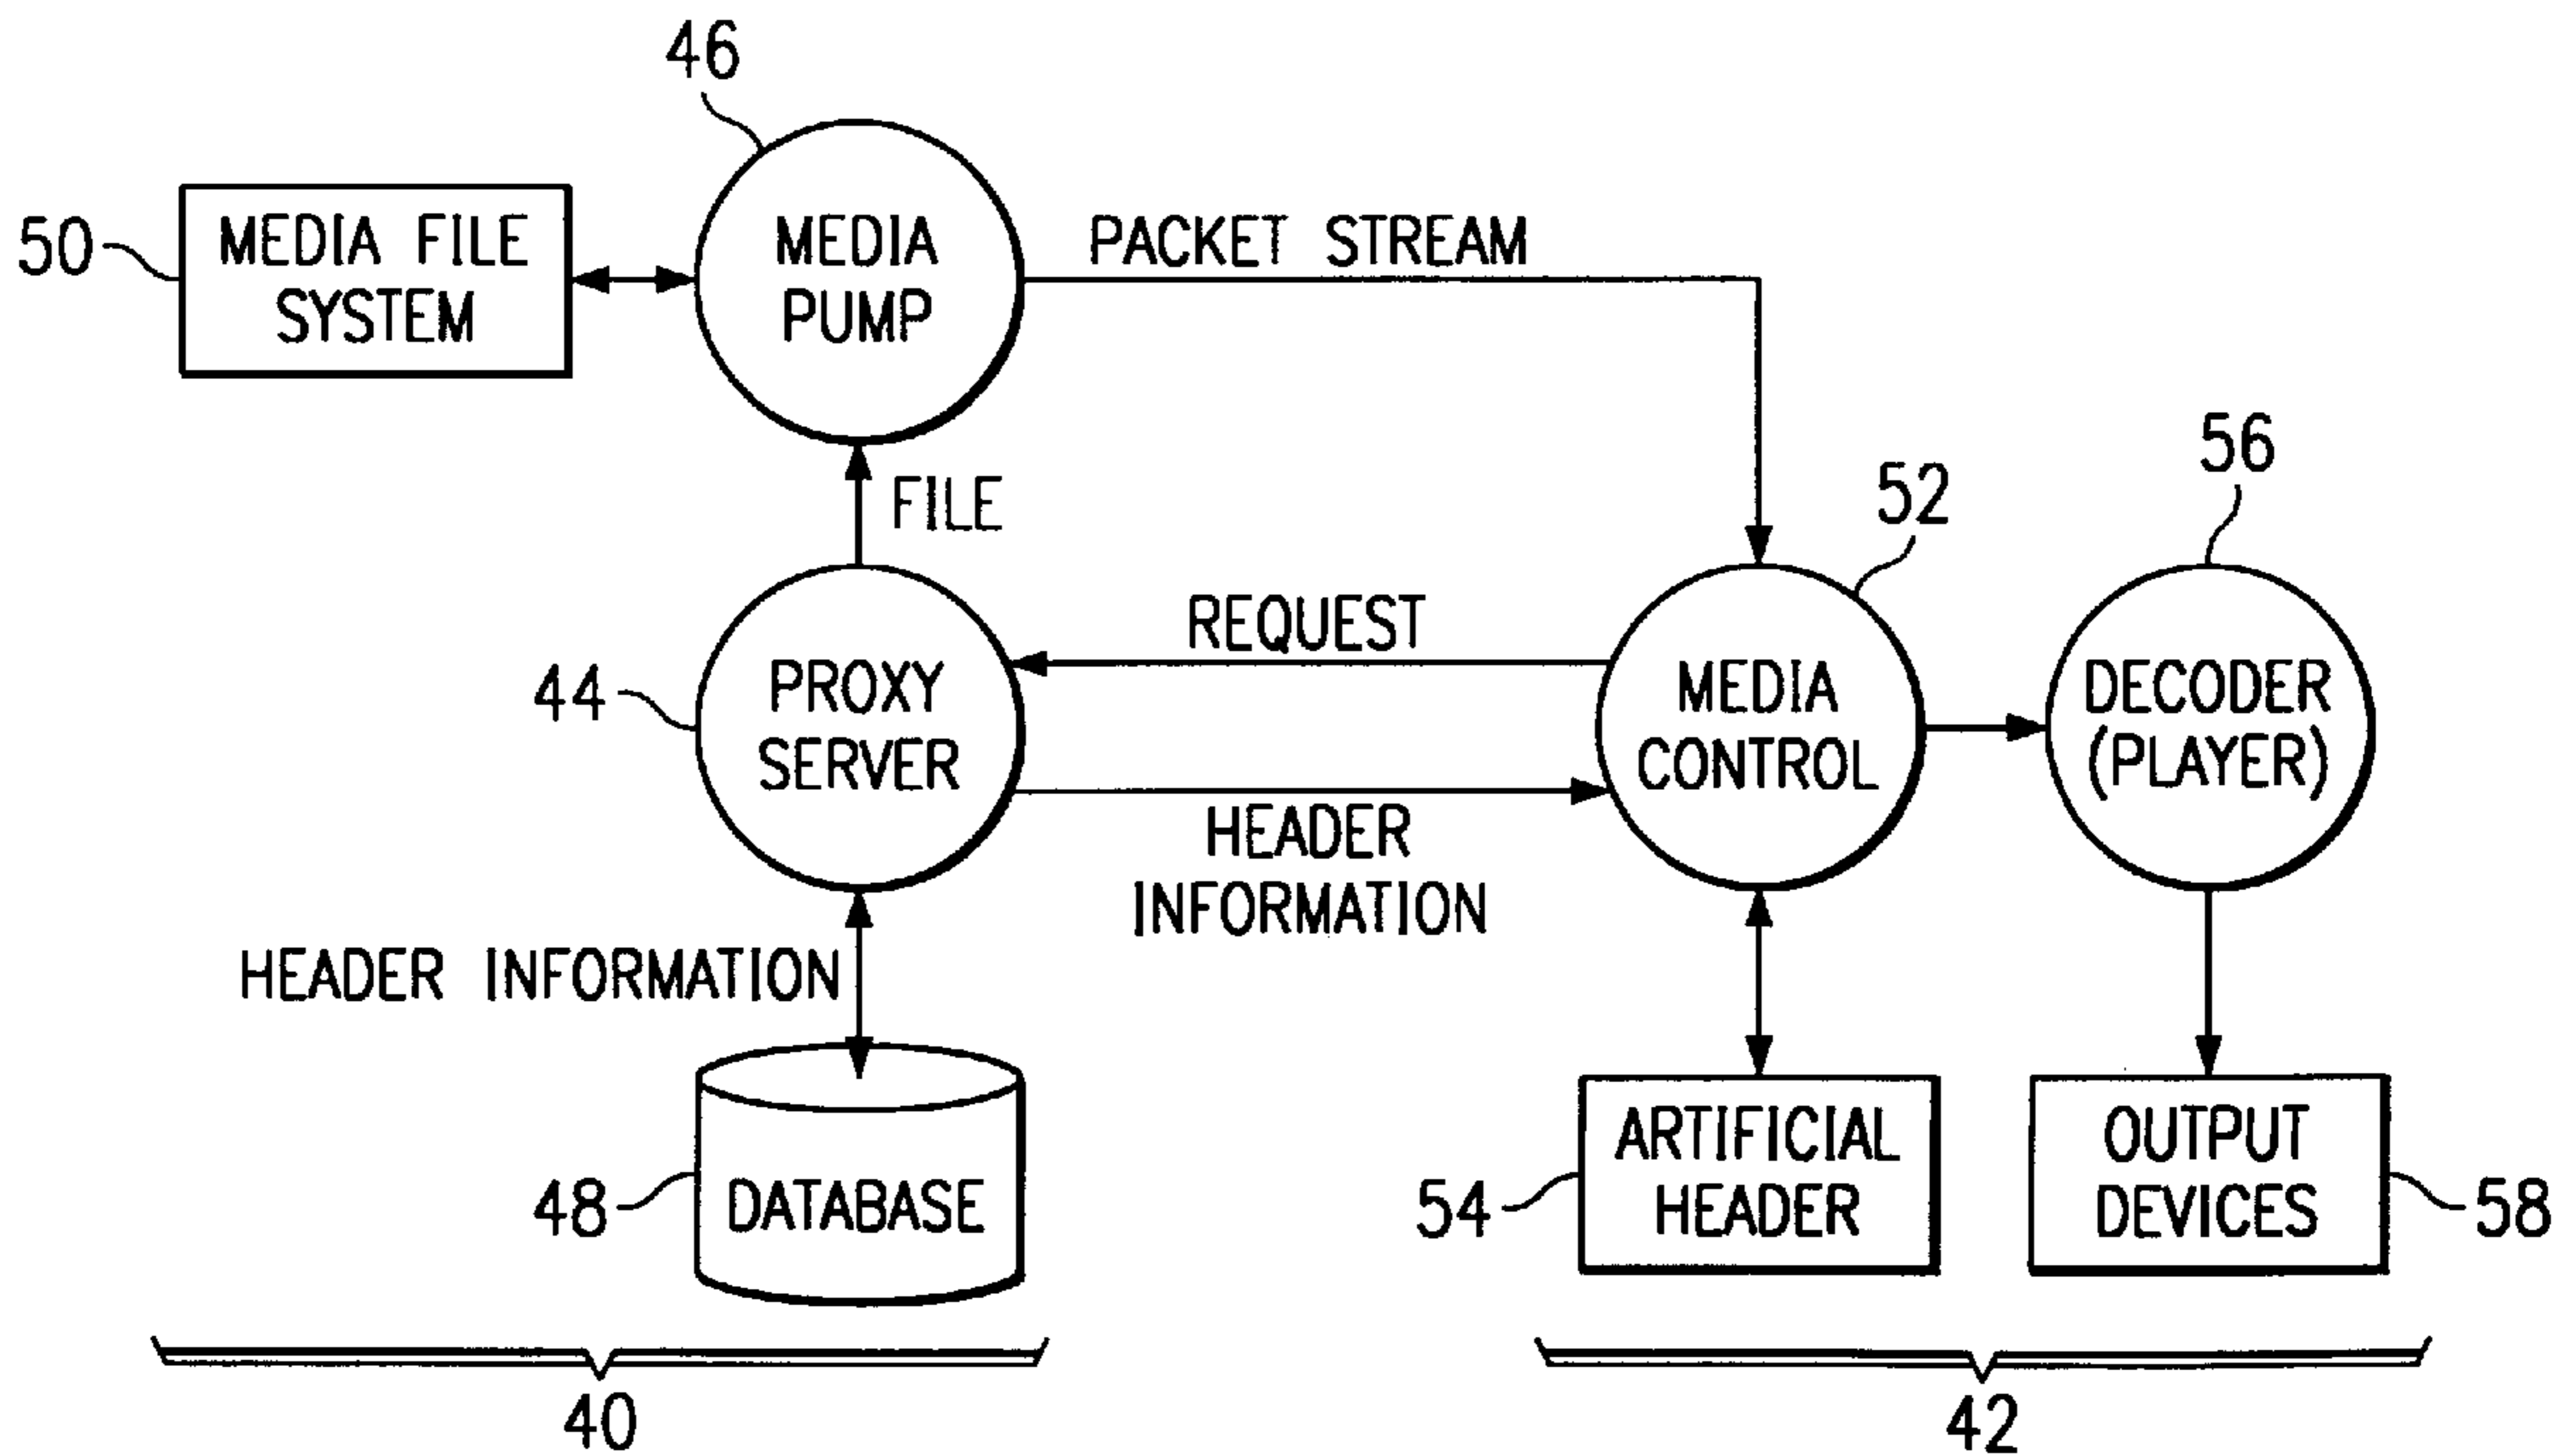 46
50
MEDIA FILE
SYSTEM
MEDIA
PUMP
PACKET STREAM
FILE
52
56
REQUEST
44
PROXY
SERVER
MEDIA
CONTROL
DECODER
(PLAYER)
HEADER
INFORMATION
HEADER INFORMATION
48
DATABASE
54
ARTIFICIAL
HEADER
OUTPUT
DEVICES
58
40
42